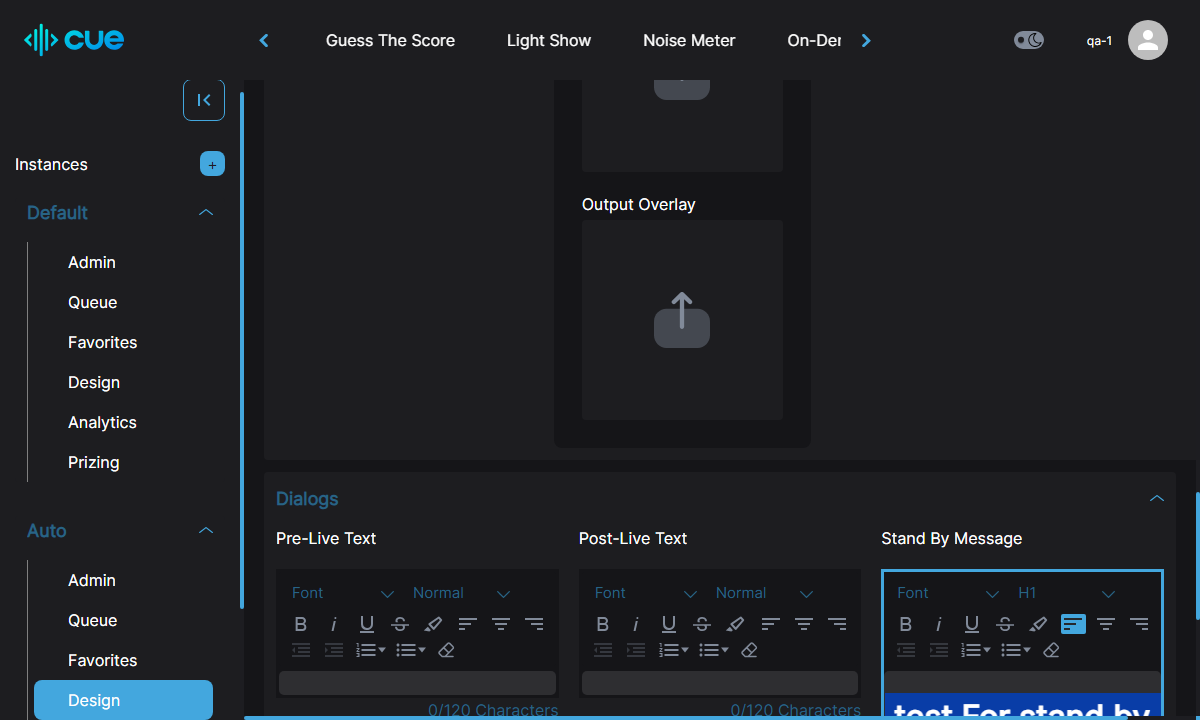 cue
Guess The Score
Light Show
Noise Meter
On-Der
qa-1
Instances
+
Default
Admin
Queue
Favorites
Design
Analytics
Prizing
Auto
Admin
Queue
Favorites
Design
Output Overlay
Dialogs
Pre-Live Text
Post-Live Text
Stand By Message
Font Normal
B i U S
0/120 Characters
Font Normal
B i U S
0/120 Characters
Font H1
B i U S
test For stand by